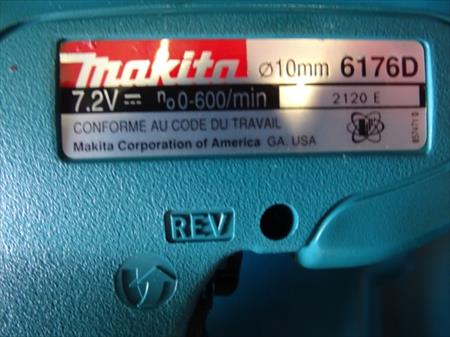 makita ⌀10mm 6176D
7.2V⎓ no 0-600/min 2120 E
CONFORME AU CODE DU TRAVAIL
Makita Corporation of America GA. USA
REV